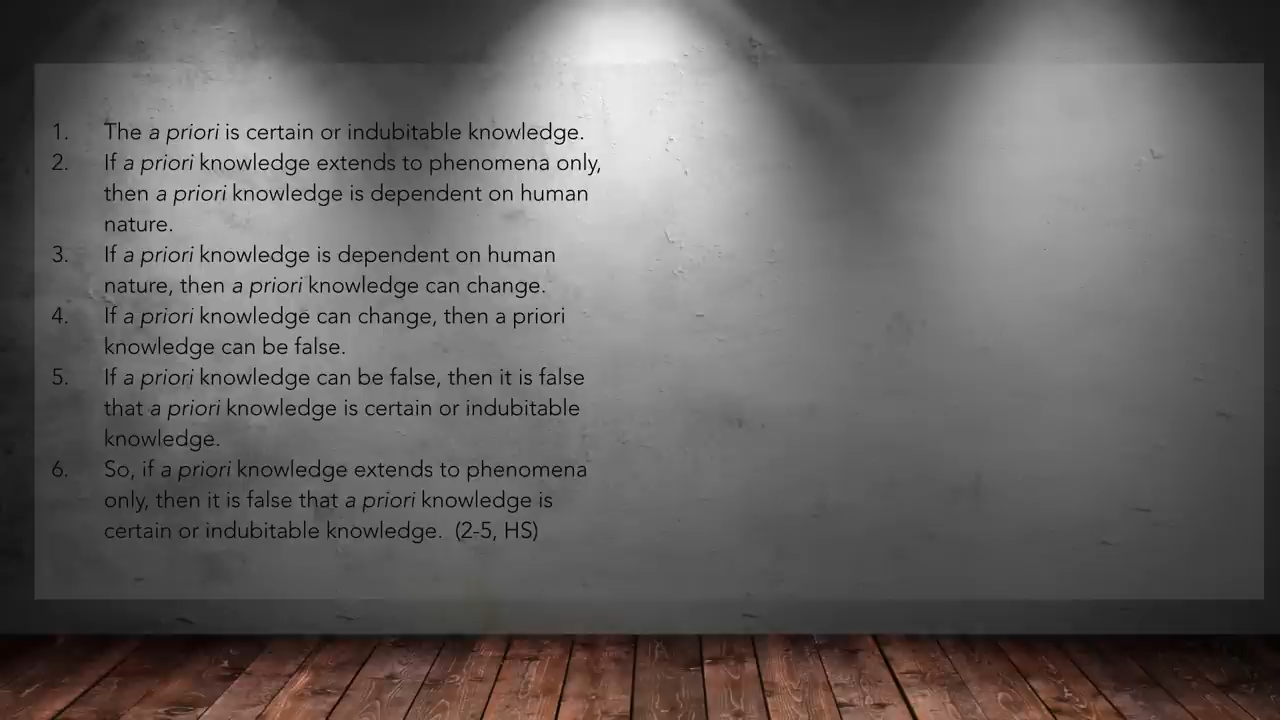 1. The a priori is certain or indubitable knowledge.
2. If a priori knowledge extends to phenomena only,
then a priori knowledge is dependent on human
nature.
3. If a priori knowledge is dependent on human
nature, then a priori knowledge can change.
4. If a priori knowledge can change, then a priori
knowledge can be false.
5. If a priori knowledge can be false, then it is false
that a priori knowledge is certain or indubitable
knowledge.
6. So, if a priori knowledge extends to phenomena
only, then it is false that a priori knowledge is
certain or indubitable knowledge. (2-5, HS)